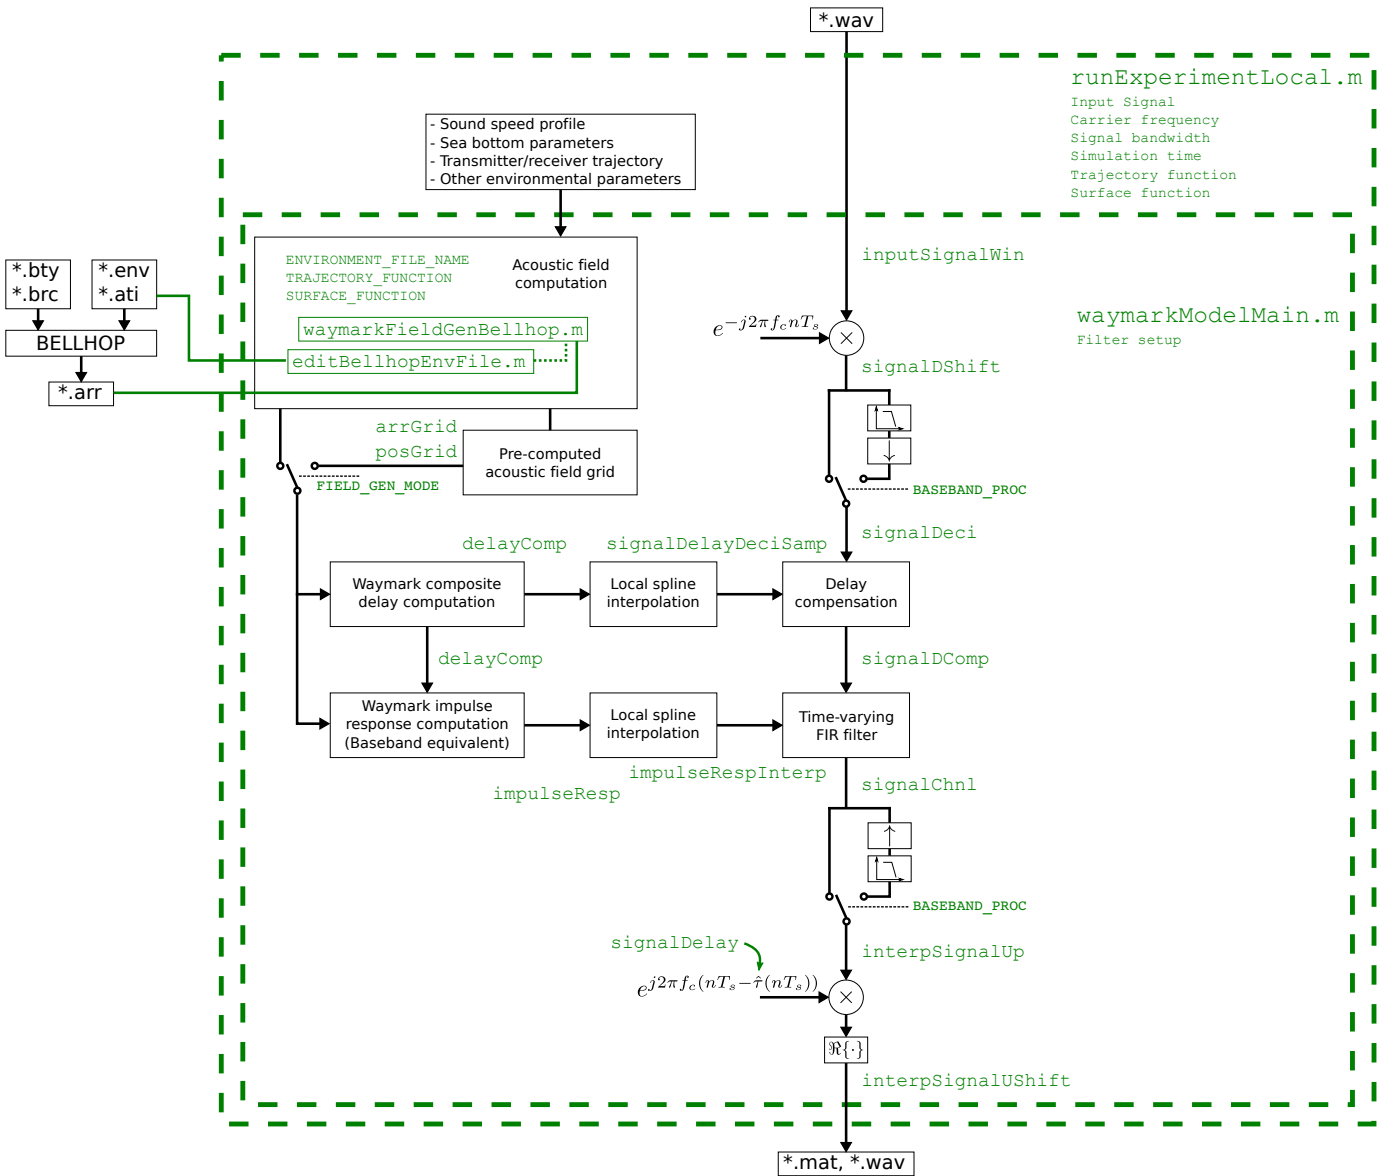 *.wav
runExperimentLocal.m
Input Signal
Carrier frequency
Signal bandwidth
Simulation time
Trajectory function
Surface function
- Sound speed profile
- Sea bottom parameters
- Transmitter/receiver trajectory
- Other environmental parameters
ENVIRONMENT_FILE_NAME
TRAJECTORY_FUNCTION
SURFACE_FUNCTION
Acoustic field
computation
inputSignalWin
*.bty
*.brc
*.env
*.ati
waymarkModelMain.m
Filter setup
waymarkFieldGenBellhop.m
editBellhopEnvFile.m
BELLHOP
*.arr
e^{-j2πf_c nT_s}
×
signalDShift
arrGrid
posGrid
Pre-computed
acoustic field grid
↓
FIELD_GEN_MODE
BASEBAND_PROC
signalDeci
delayComp
signalDelayDeciSamp
Waymark composite
delay computation
Local spline
interpolation
Delay
compensation
delayComp
signalDComp
Waymark impulse
response computation
(Baseband equivalent)
Local spline
interpolation
Time-varying
FIR filter
impulseResp
impulseRespInterp
signalChnl
↑
BASEBAND_PROC
signalDelay
interpSignalUp
e^{j2πf_c(nT_s−τ̂(nT_s))}
×
ℜ{·}
interpSignalUShift
*.mat, *.wav